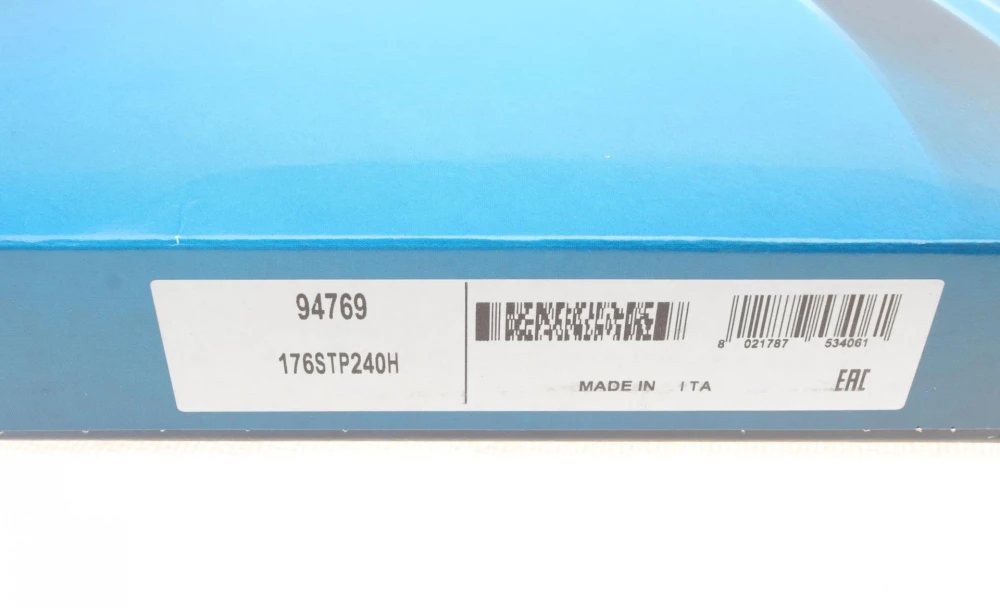 94769
176STP240H
8 021787 534061
MADE IN ITA
EAC